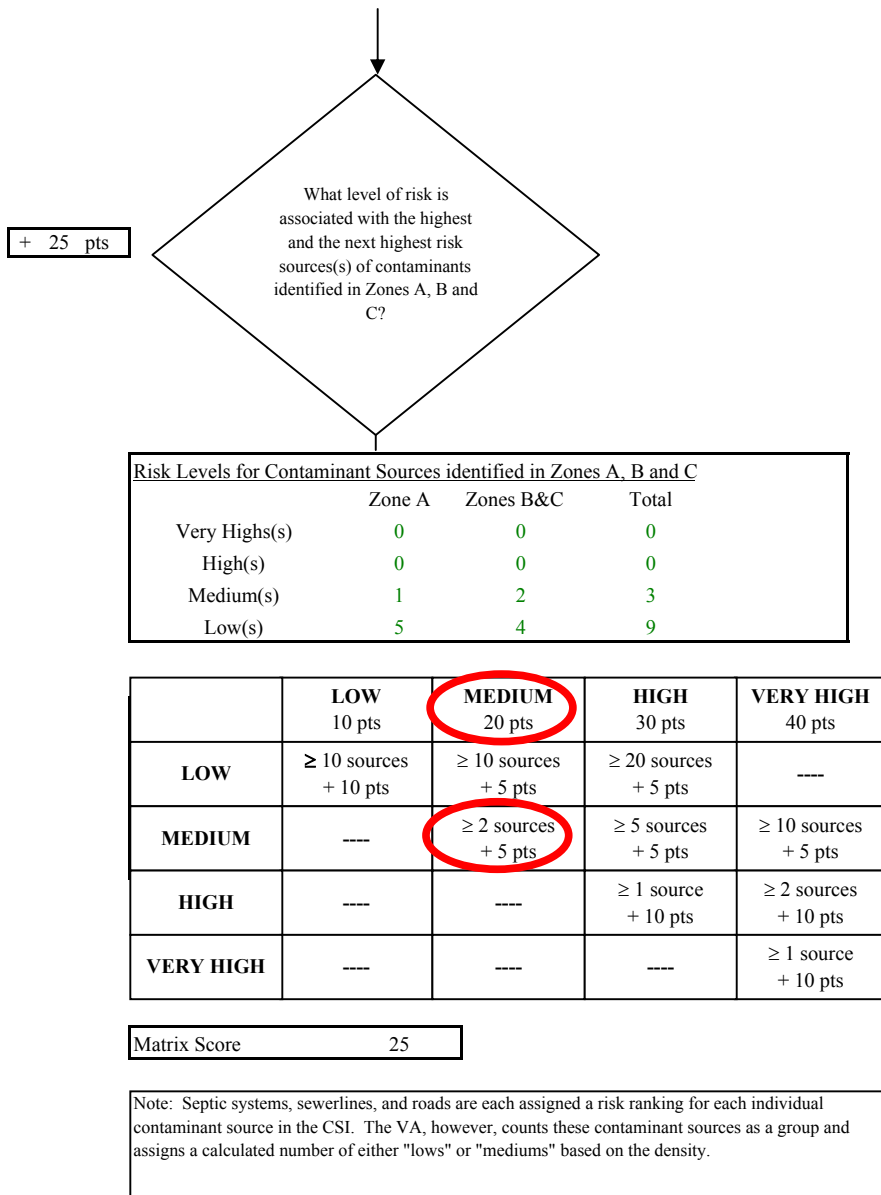 What level of risk is
associated with the highest
and the next highest risk
sources(s) of contaminants
identified in Zones A, B and
C?
+ 25 pts
Risk Levels for Contaminant Sources identified in Zones A, B and C
Zone A Zones B&C Total
Very Highs(s) 0 0 0
High(s) 0 0 0
Medium(s) 1 2 3
Low(s) 5 4 9
LOW MEDIUM HIGH VERY HIGH
10 pts 20 pts 30 pts 40 pts
LOW ≥ 10 sources ≥ 10 sources ≥ 20 sources ----
+ 10 pts + 5 pts + 5 pts
MEDIUM ---- ≥ 2 sources ≥ 5 sources ≥ 10 sources
+ 5 pts + 5 pts + 5 pts
HIGH ---- ---- ≥ 1 source ≥ 2 sources
+ 10 pts + 10 pts
VERY HIGH ---- ---- ---- ≥ 1 source
+ 10 pts
Matrix Score 25
Note: Septic systems, sewerlines, and roads are each assigned a risk ranking for each individual
contaminant source in the CSI. The VA, however, counts these contaminant sources as a group and
assigns a calculated number of either "lows" or "mediums" based on the density.